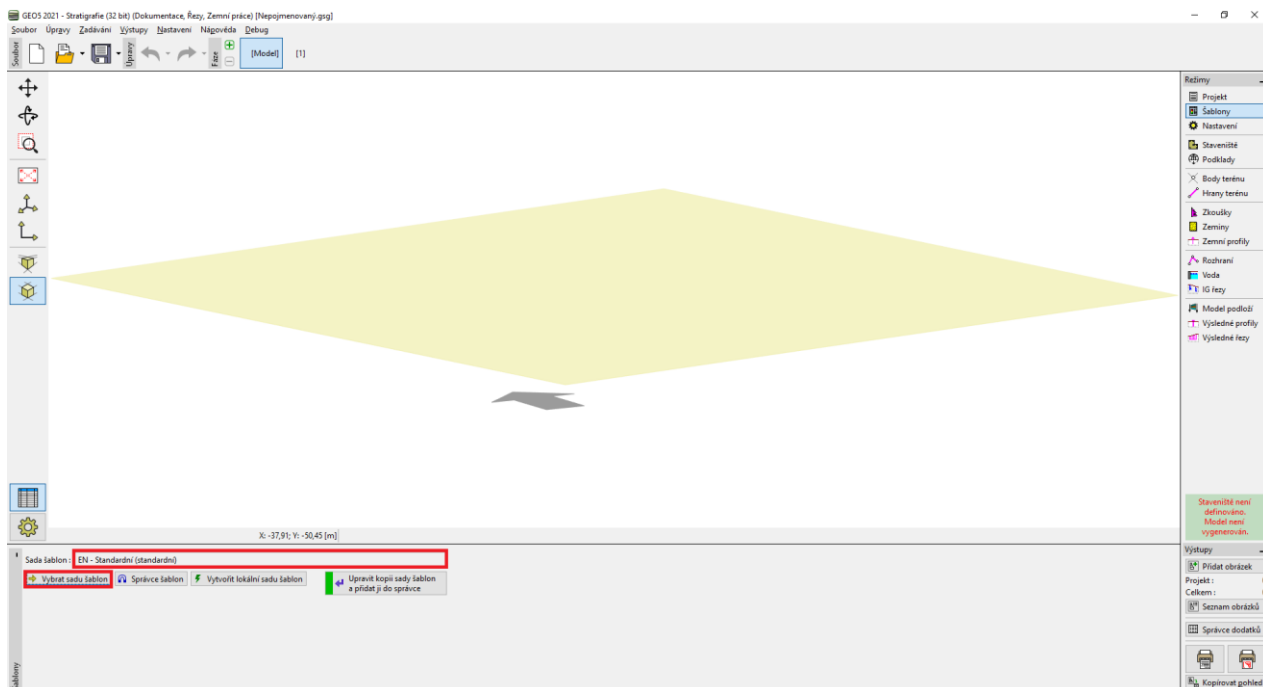 GEO5 2021 - Stratigrafie (32 bit) (Dokumentace, Řezy, Zemní práce) [Nepojmenovaný.gsg]
Soubor Úpravy Zadávání Výstupy Nastavení Nápověda Debug
Soubor
Úpravy
Fáze
[Model] [1]
Režimy
Projekt
Šablony
Nastavení
Staveniště
Podklady
Body terénu
Hrany terénu
Zkoušky
Zeminy
Zemní profily
Rozhraní
Voda
IG řezy
Model podloží
Výsledné profily
Výsledné řezy
Staveniště není
definováno.
Model není
vygenerován.
X: -37,91; Y: -50,45 [m]
Sada šablon : EN - Standardní (standardní)
Vybrat sadu šablon Správce šablon Vytvořit lokální sadu šablon Upravit kopii sady šablon
a přidat ji do správce
Šablony
Výstupy
Přidat obrázek
Projekt :
Celkem :
Seznam obrázků
Správce dodatků
Kopírovat pohled